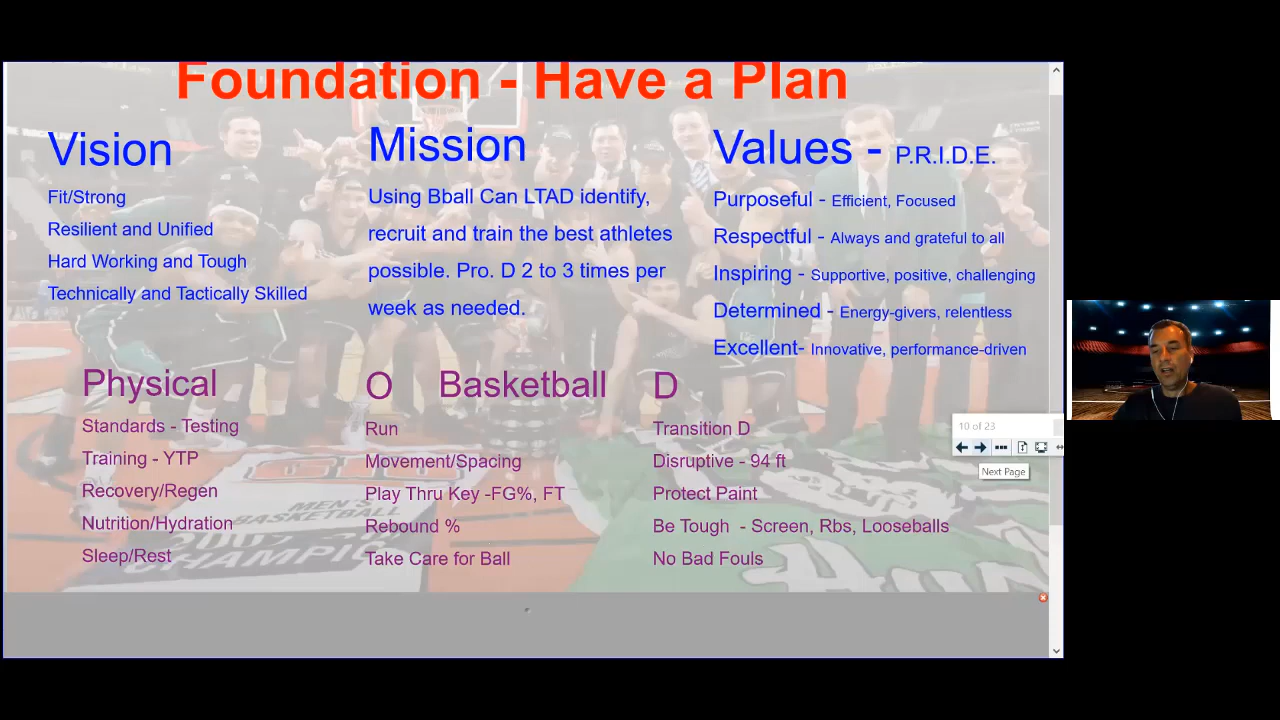 Foundation - Have a Plan
Vision
Fit/Strong
Resilient and Unified
Hard Working and Tough
Technically and Tactically Skilled
Mission
Using Bball Can LTAD identify,
recruit and train the best athletes
possible. Pro. D 2 to 3 times per
week as needed.
Values - P.R.I.D.E.
Purposeful - Efficient, Focused
Respectful - Always and grateful to all
Inspiring - Supportive, positive, challenging
Determined - Energy-givers, relentless
Excellent- Innovative, performance-driven
Physical
Standards - Testing
Training - YTP
Recovery/Regen
Nutrition/Hydration
Sleep/Rest
O Basketball D
Run
Movement/Spacing
Play Thru Key -FG%, FT
Rebound %
Take Care for Ball
Transition D
Disruptive - 94 ft
Protect Paint
Be Tough - Screen, Rbs, Looseballs
No Bad Fouls
10 of 23
Next Page
MEN'S
BASKETBALL
CHAMPIO